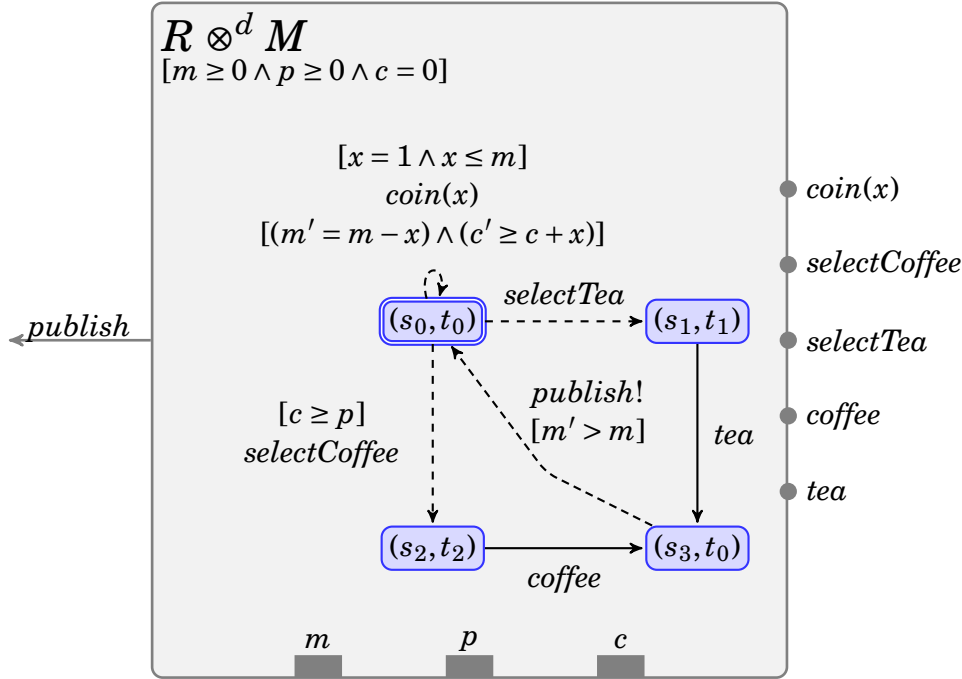 R ⊗ᵈ M
[m ≥ 0 ∧ p ≥ 0 ∧ c = 0]
[x = 1 ∧ x ≤ m]
coin(x)
[(m′ = m − x) ∧ (c′ ≥ c + x)]
coin(x)
selectCoffee
selectTea
(s₀, t₀)
(s₁, t₁)
publish
selectTea
publish!
[m′ > m]
[c ≥ p]
selectCoffee
tea
coffee
tea
(s₂, t₂)
(s₃, t₀)
coffee
m
p
c